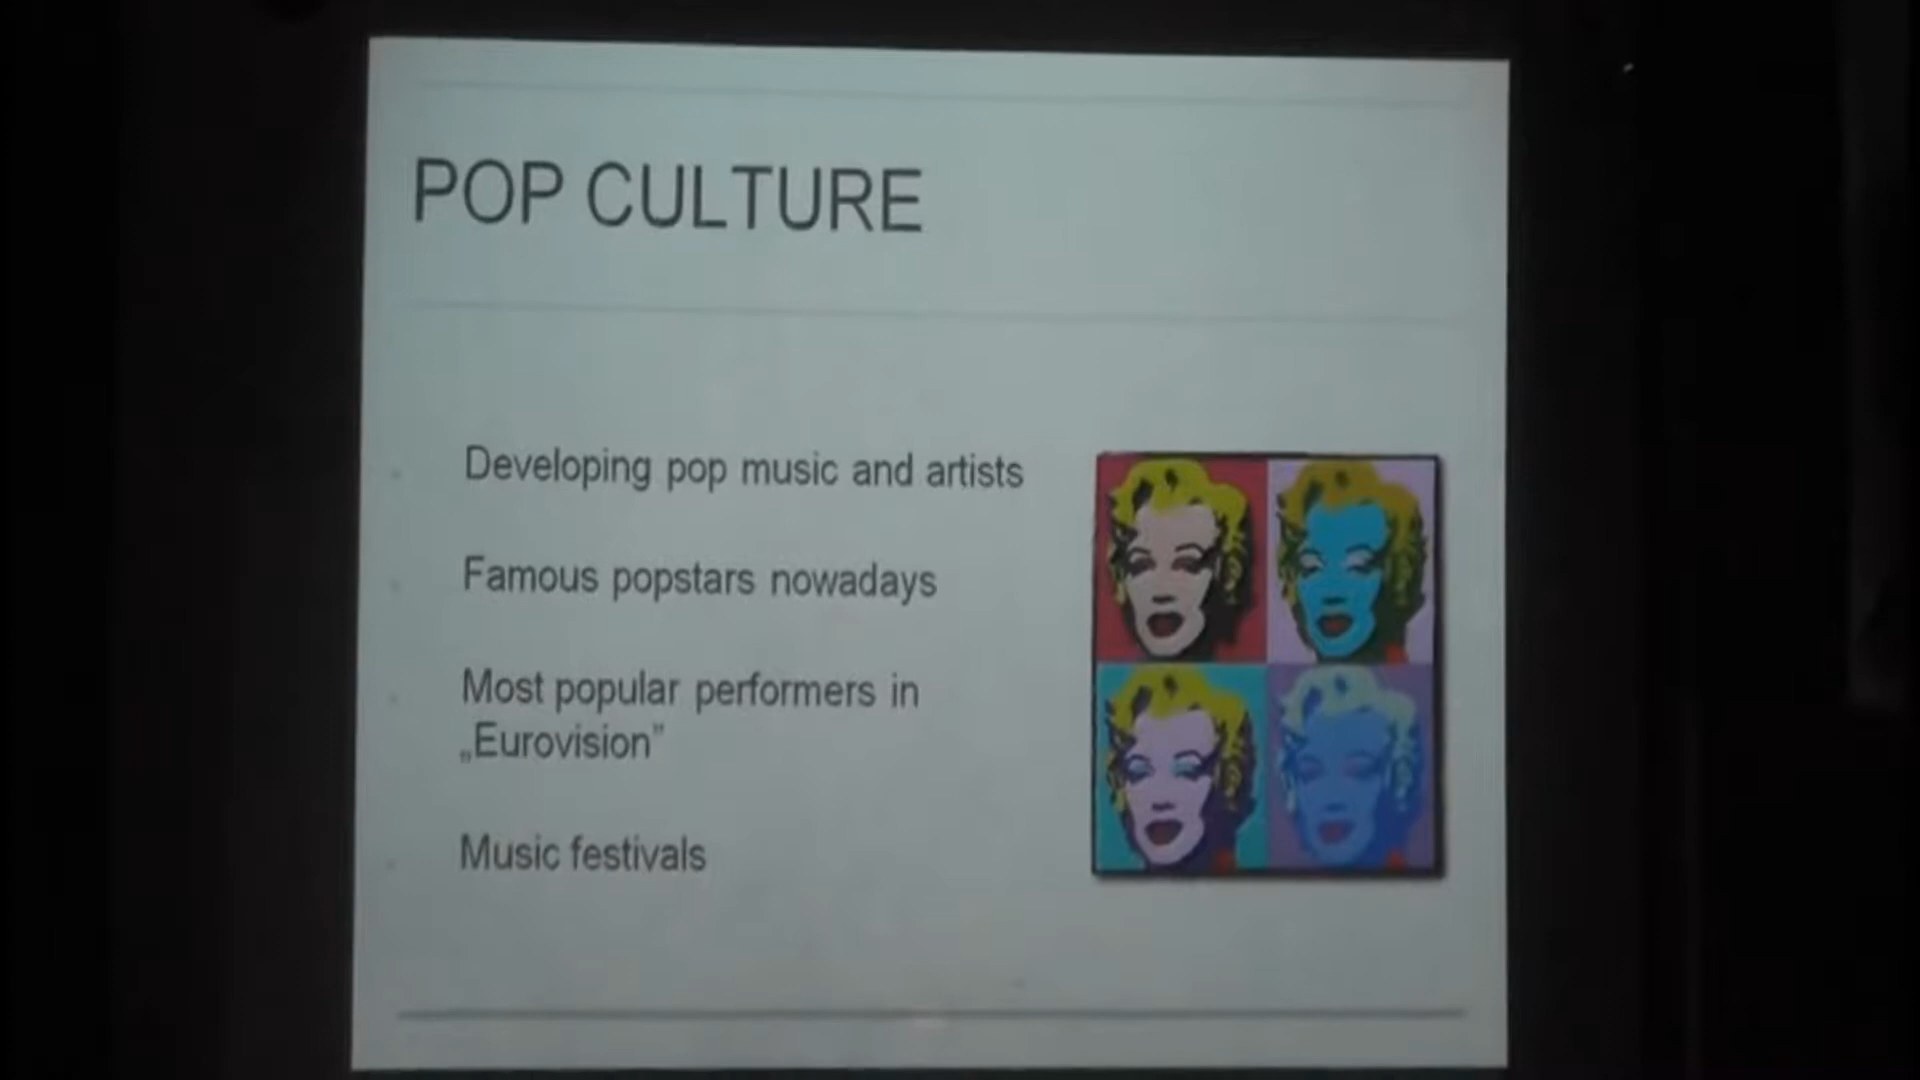 POP CULTURE
Developing pop music and artists
Famous popstars nowadays
Most popular performers in
„Eurovision”
Music festivals